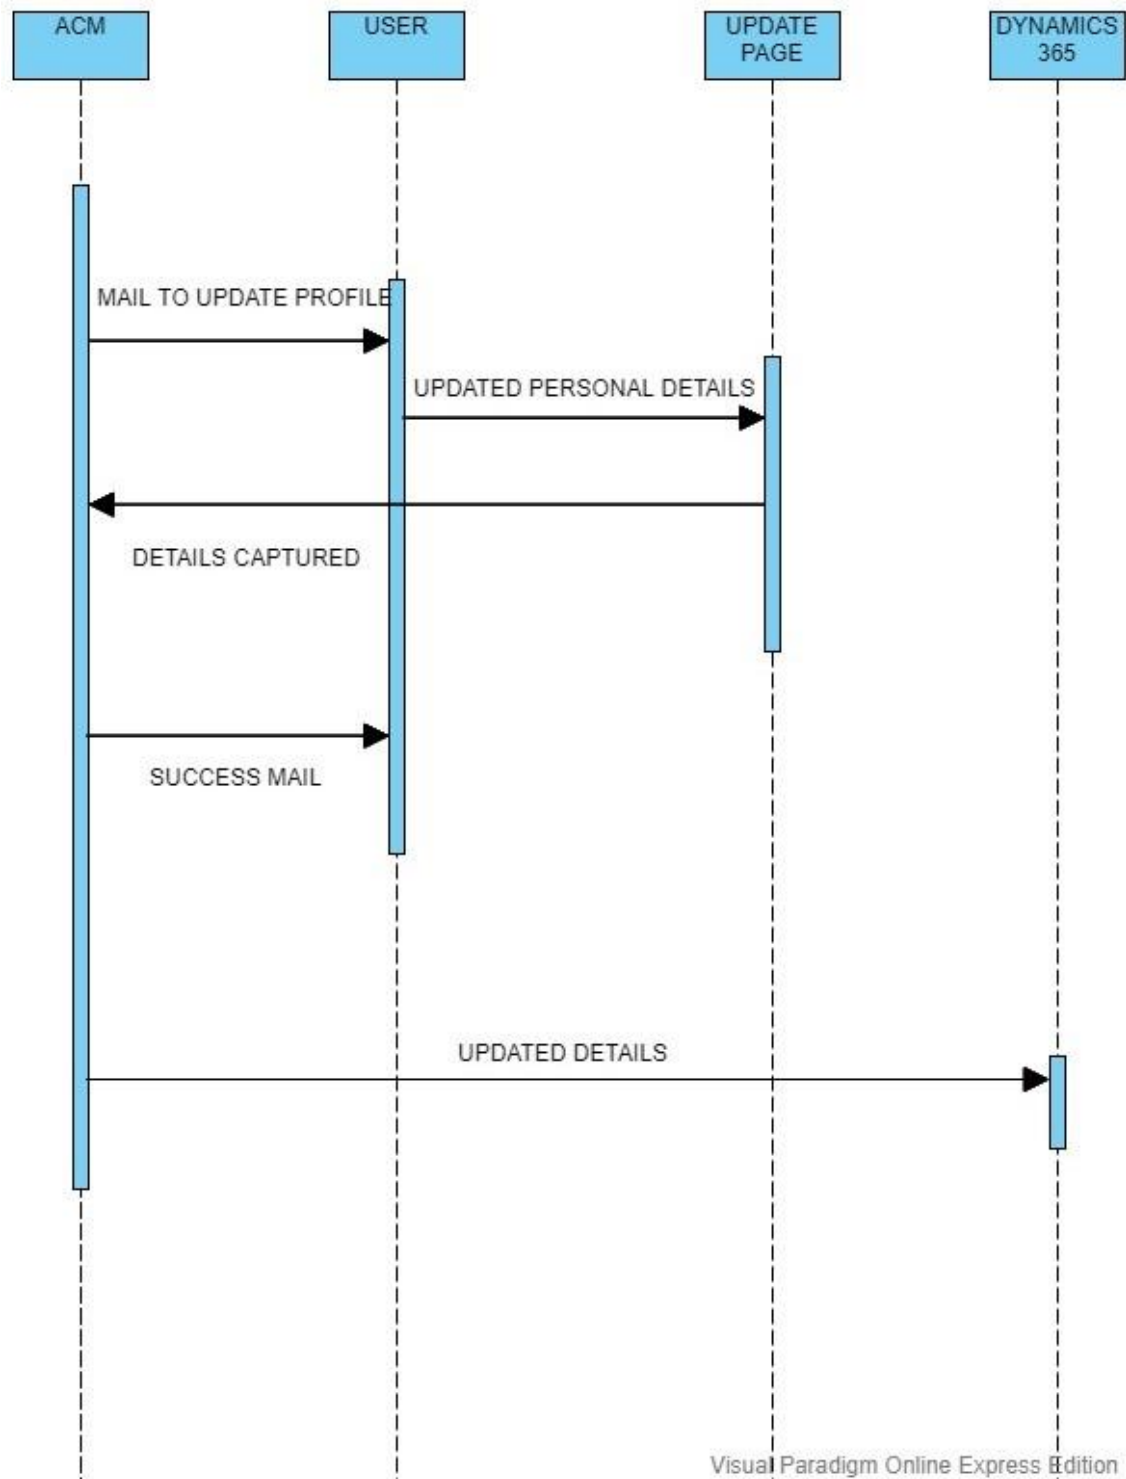 ACM
USER
UPDATE
PAGE
DYNAMICS
365
MAIL TO UPDATE PROFILE
UPDATED PERSONAL DETAILS
DETAILS CAPTURED
SUCCESS MAIL
UPDATED DETAILS
Visual Paradigm Online Express Edition